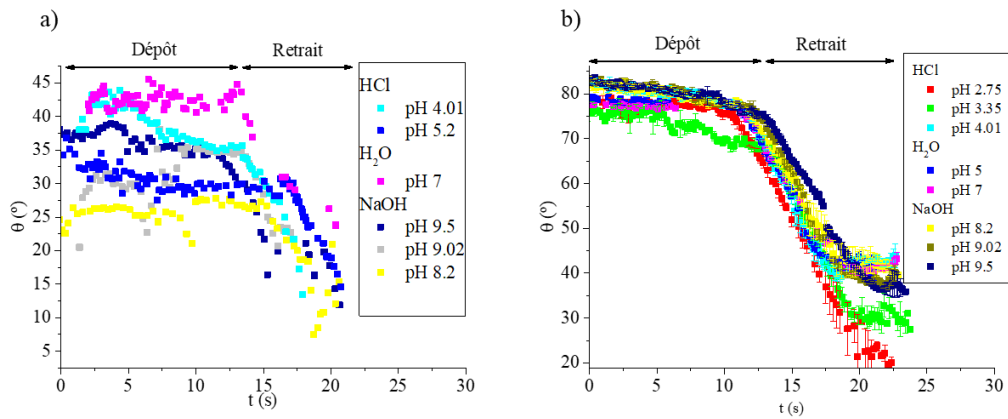 a)
Dépôt
Retrait
45
40
35
30
25
20
15
10
5
θ (°)
0
5
10
15
20
25
30
t (s)
HCl
pH 4.01
pH 5.2
H₂O
pH 7
NaOH
pH 9.5
pH 9.02
pH 8.2
b)
Dépôt
Retrait
80
70
60
50
40
30
20
θ (°)
0
5
10
15
20
25
30
t (s)
HCl
pH 2.75
pH 3.35
pH 4.01
H₂O
pH 5
pH 7
NaOH
pH 8.2
pH 9.02
pH 9.5